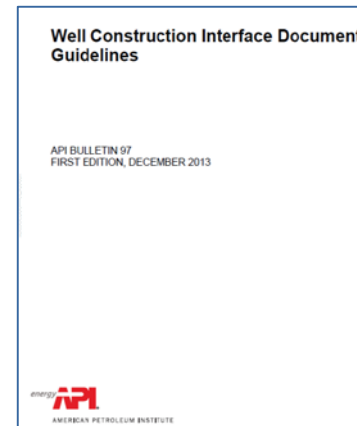 Well Construction Interface Document
Guidelines
API BULLETIN 97
FIRST EDITION, DECEMBER 2013
energy API
AMERICAN PETROLEUM INSTITUTE